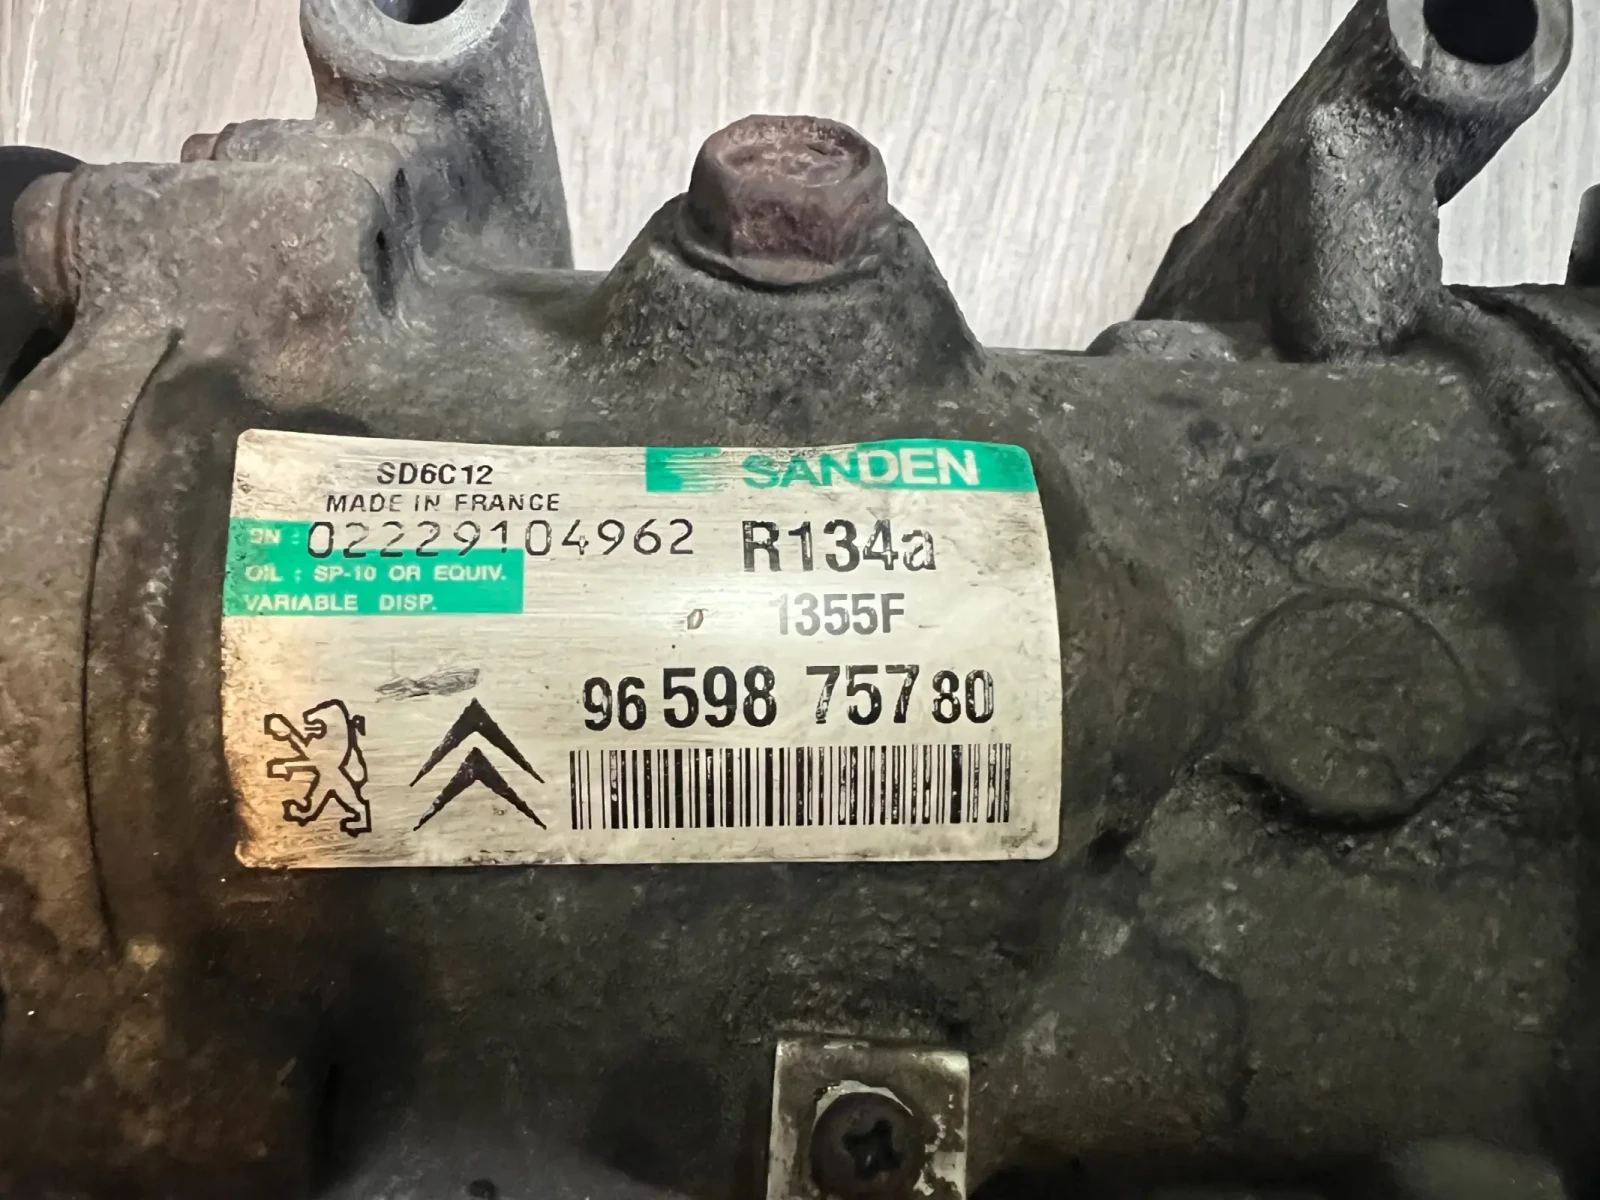 SD6C12
SANDEN
MADE IN FRANCE
SN : 02229104962
R134a
OIL : SP-10 OR EQUIV.
VARIABLE DISP.
1355F
96 598 757 80